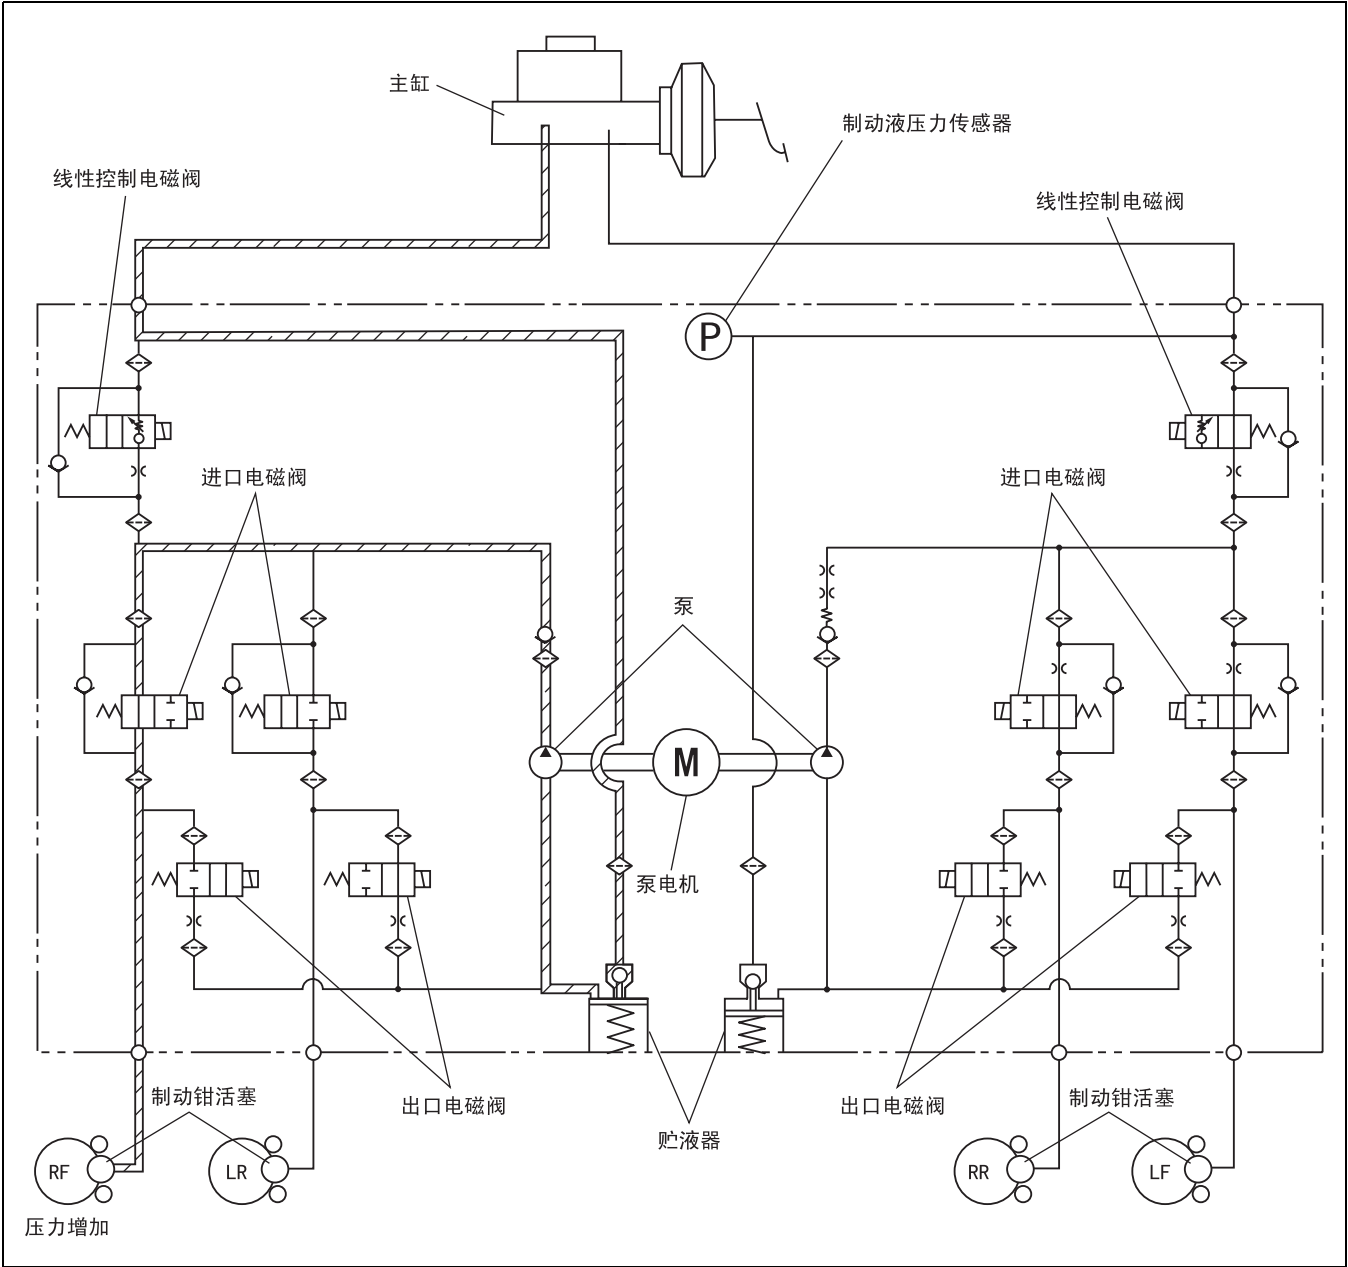 主缸
制动液压力传感器
线性控制电磁阀
线性控制电磁阀
P
进口电磁阀
进口电磁阀
泵
M
泵电机
制动钳活塞
出口电磁阀
出口电磁阀
制动钳活塞
贮液器
RF
LR
RR
LF
压力增加